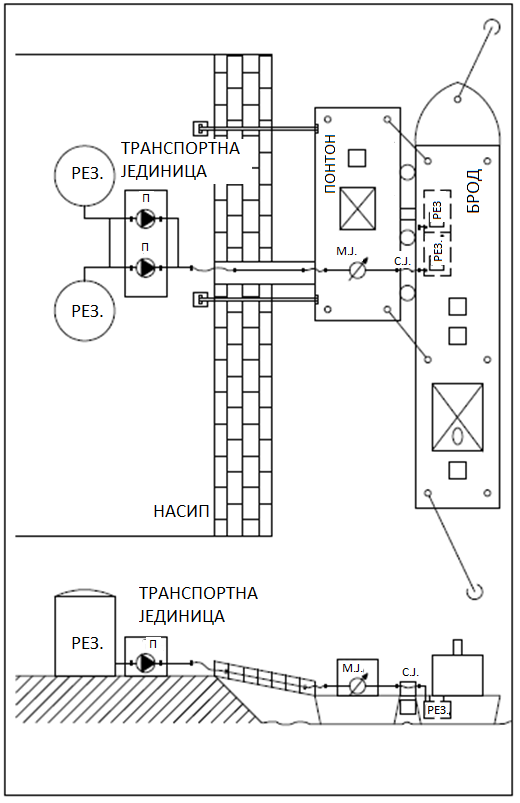 ТРАНСПОРТНА
ЈЕДИНИЦА
РЕЗ.
П
П
РЕЗ.
ПОНТОН
М.Ј.
С.Ј.
БРОД
РЕЗ
РЕЗ.
НАСИП
ТРАНСПОРТНА
ЈЕДИНИЦА
РЕЗ.
П
М.Ј.
С.Ј.
РЕЗ.